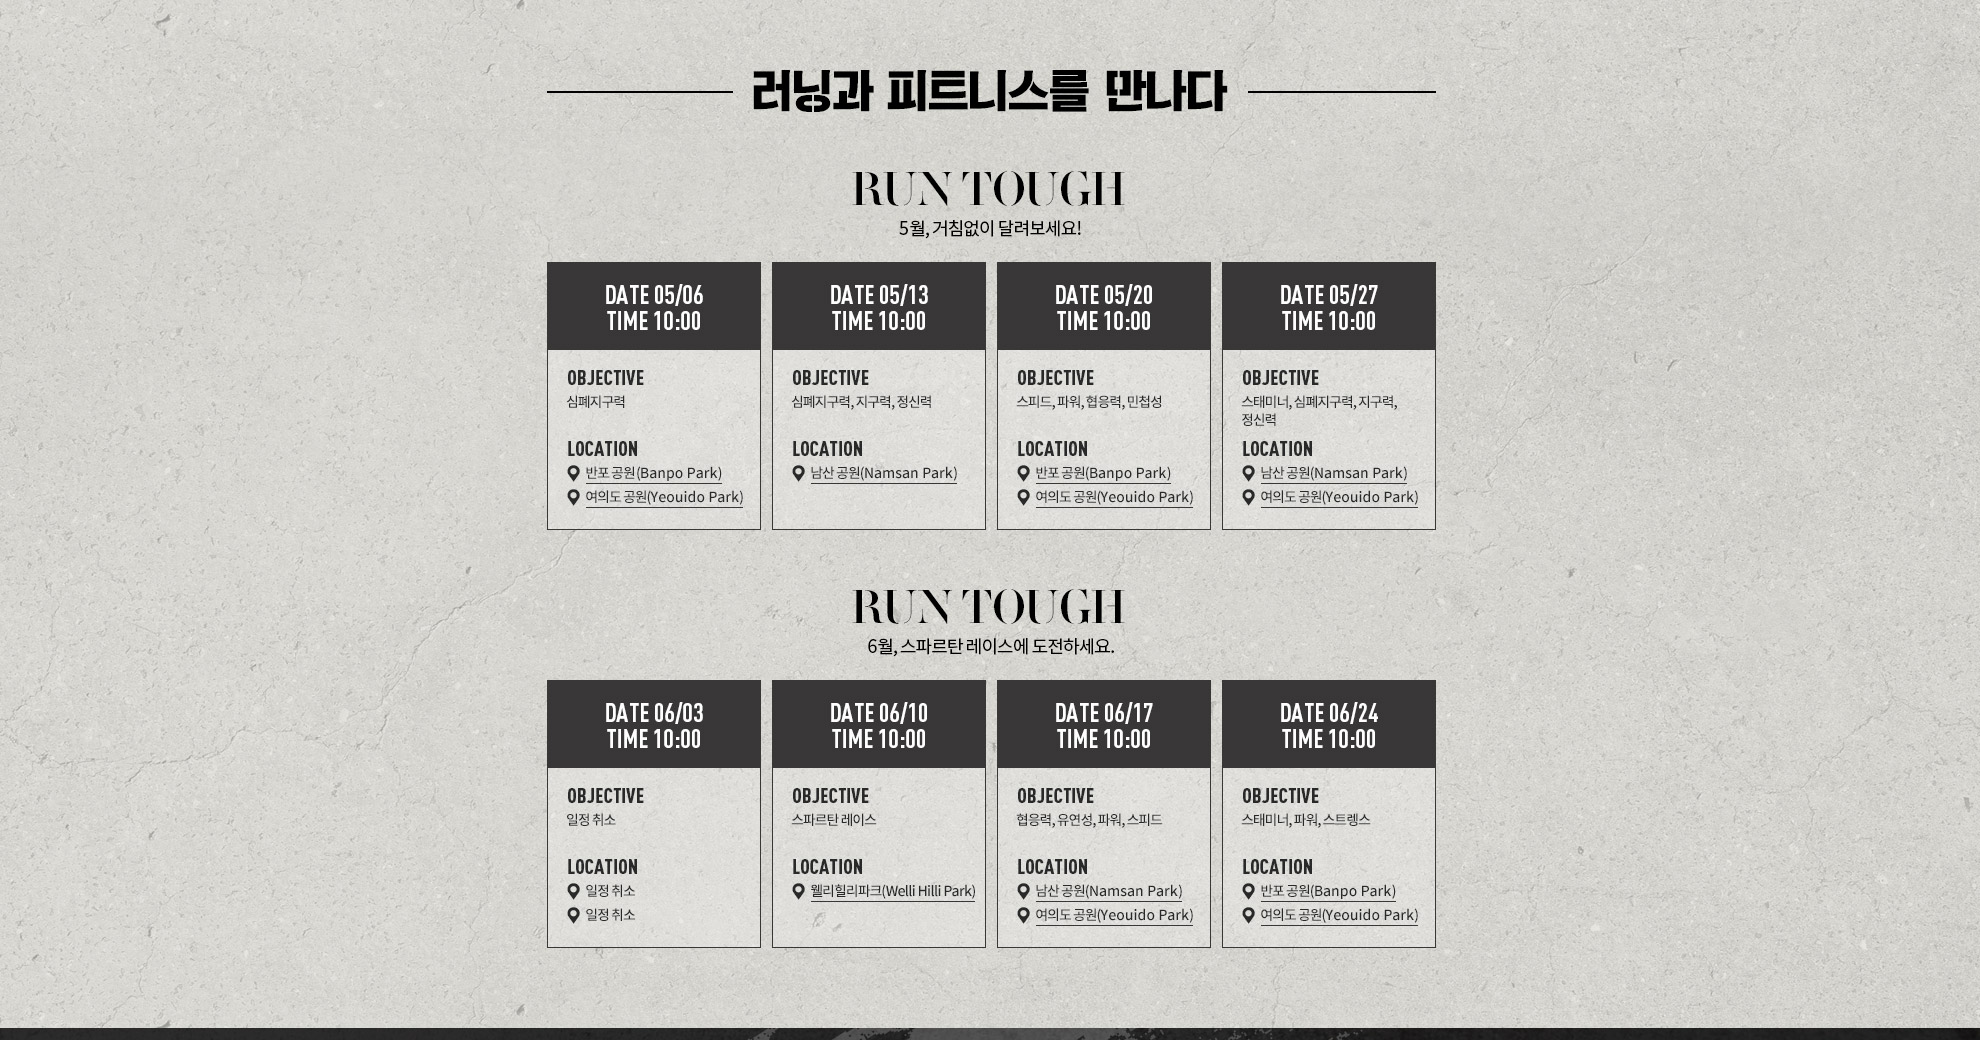 러닝과 피트니스를 만나다
RUN TOUGH
5월, 거침없이 달려보세요!
DATE 05/06
TIME 10:00
OBJECTIVE
심폐지구력
LOCATION
반포 공원(Banpo Park)
여의도 공원(Yeouido Park)
DATE 05/13
TIME 10:00
OBJECTIVE
심폐지구력, 지구력, 정신력
LOCATION
남산 공원(Namsan Park)
DATE 05/20
TIME 10:00
OBJECTIVE
스피드, 파워, 협응력, 민첩성
LOCATION
반포 공원(Banpo Park)
여의도 공원(Yeouido Park)
DATE 05/27
TIME 10:00
OBJECTIVE
스태미너, 심폐지구력, 지구력,
정신력
LOCATION
남산 공원(Namsan Park)
여의도 공원(Yeouido Park)
RUN TOUGH
6월, 스파르탄 레이스에 도전하세요.
DATE 06/03
TIME 10:00
OBJECTIVE
일정 취소
LOCATION
일정 취소
일정 취소
DATE 06/10
TIME 10:00
OBJECTIVE
스파르탄 레이스
LOCATION
웰리힐리파크(Welli Hilli Park)
DATE 06/17
TIME 10:00
OBJECTIVE
협응력, 유연성, 파워, 스피드
LOCATION
남산 공원(Namsan Park)
여의도 공원(Yeouido Park)
DATE 06/24
TIME 10:00
OBJECTIVE
스태미너, 파워, 스트렝스
LOCATION
반포 공원(Banpo Park)
여의도 공원(Yeouido Park)